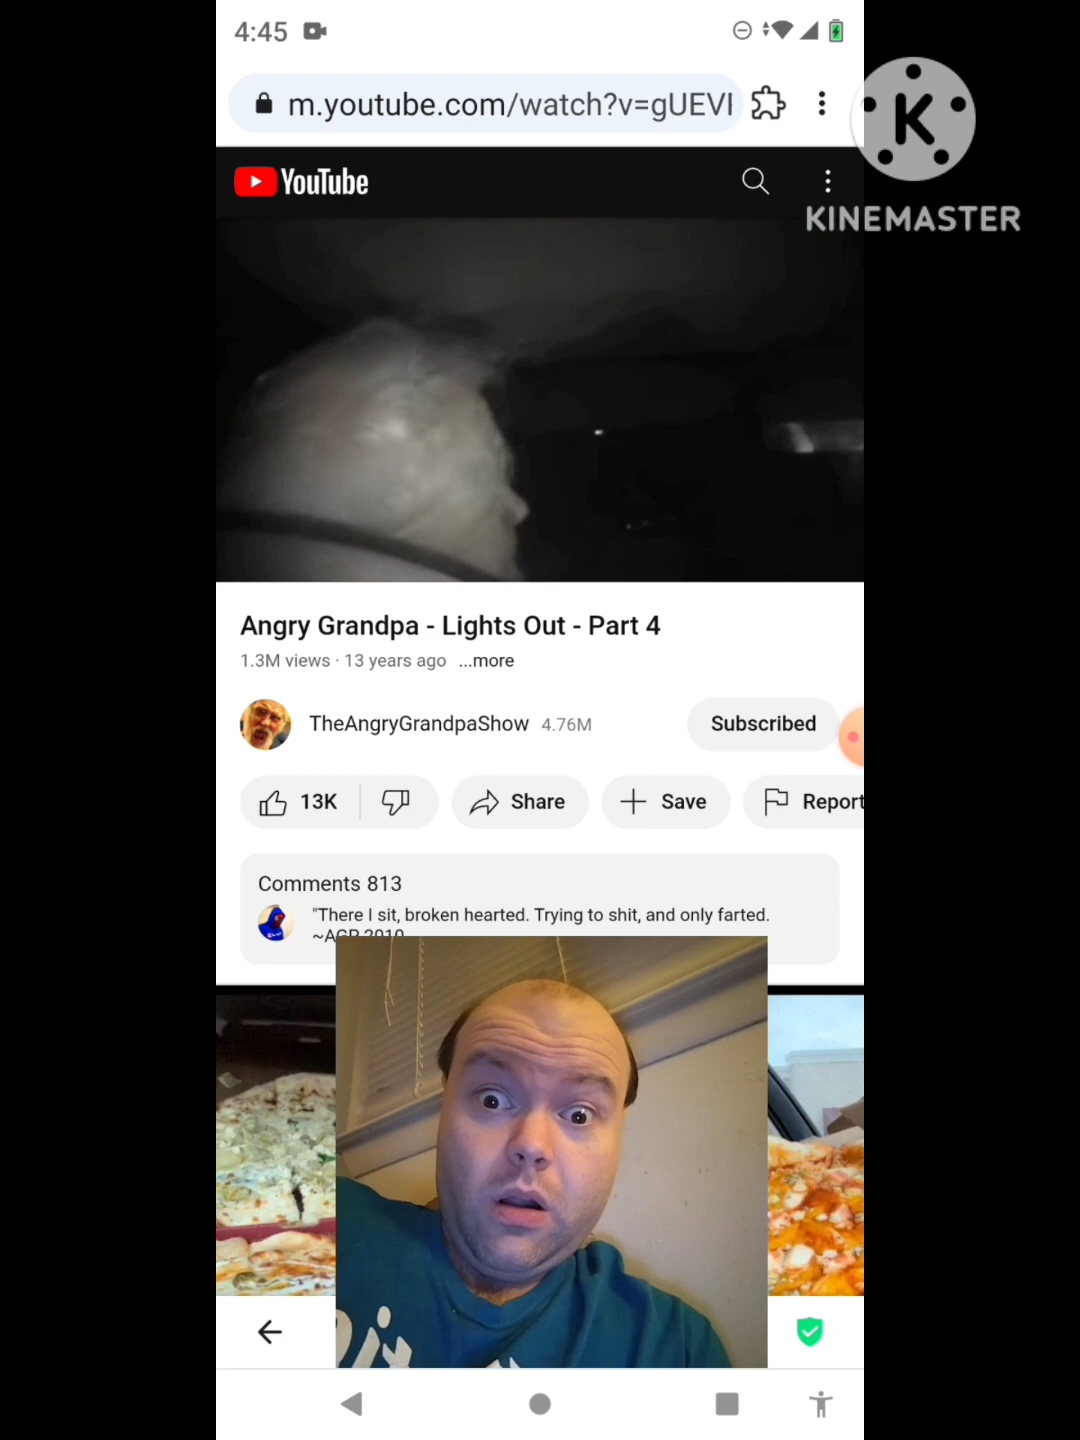 4:45
m.youtube.com/watch?v=gUEVI
K
KINEMASTER
YouTube
Angry Grandpa - Lights Out - Part 4
1.3M views · 13 years ago ...more
TheAngryGrandpaShow 4.76M
Subscribed
13K
Share
Save
Report
Comments 813
"There I sit, broken hearted. Trying to shit, and only farted.
~AGP 2010